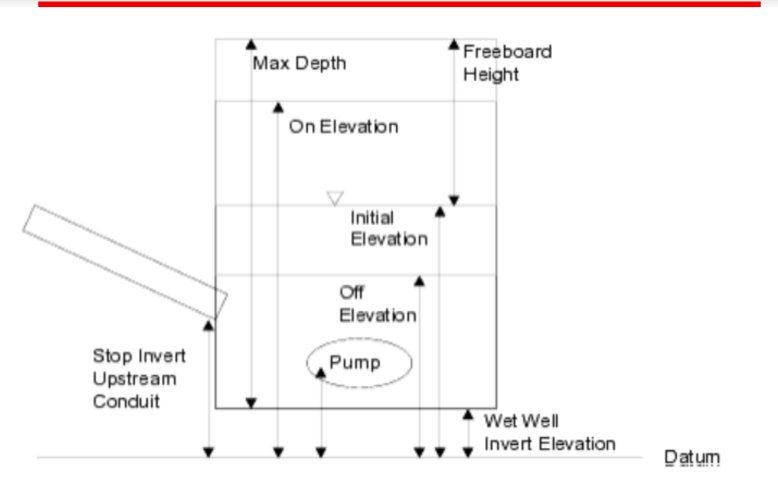 Max Depth
Freeboard
Height
On Elevation
Initial
Elevation
Off
Elevation
Pump
Stop Invert
Upstream
Conduit
Wet Well
Invert Elevation
Datum